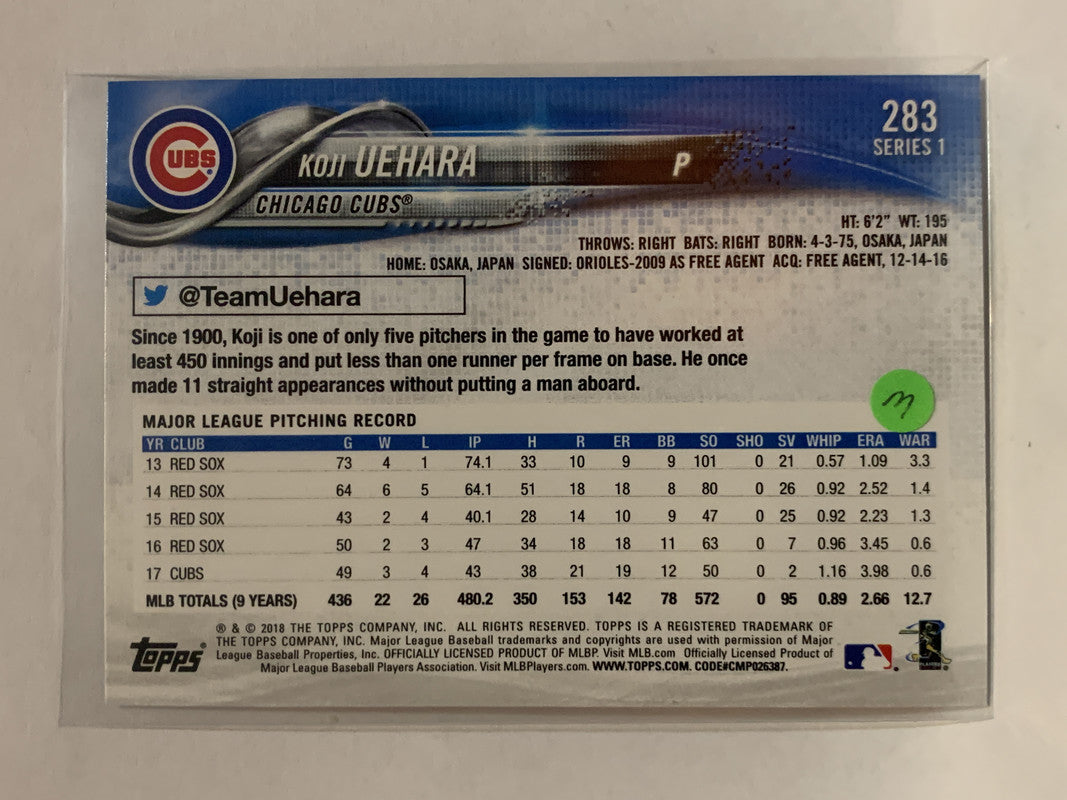 CUBS
KOJI UEHARA P
CHICAGO CUBS®
283
SERIES 1
HT: 6'2" WT: 195
THROWS: RIGHT BATS: RIGHT BORN: 4-3-75, OSAKA, JAPAN
HOME: OSAKA, JAPAN SIGNED: ORIOLES-2009 AS FREE AGENT ACQ: FREE AGENT, 12-14-16
@TeamUehara
Since 1900, Koji is one of only five pitchers in the game to have worked at
least 450 innings and put less than one runner per frame on base. He once
made 11 straight appearances without putting a man aboard.
MAJOR LEAGUE PITCHING RECORD
YR CLUB G W L IP H R ER BB SO SHO SV WHIP ERA WAR
13 RED SOX 73 4 1 74.1 33 10 9 9 101 0 21 0.57 1.09 3.3
14 RED SOX 64 6 5 64.1 51 18 18 8 80 0 26 0.92 2.52 1.4
15 RED SOX 43 2 4 40.1 28 14 10 9 47 0 25 0.92 2.23 1.3
16 RED SOX 50 2 3 47 34 18 18 11 63 0 7 0.96 3.45 0.6
17 CUBS 49 3 4 43 38 21 19 12 50 0 2 1.16 3.98 0.6
MLB TOTALS (9 YEARS) 436 22 26 480.2 350 153 142 78 572 0 95 0.89 2.66 12.7
® & © 2018 THE TOPPS COMPANY, INC. ALL RIGHTS RESERVED. TOPPS IS A REGISTERED TRADEMARK OF
THE TOPPS COMPANY, INC. Major League Baseball trademarks and copyrights are used with permission of Major
League Baseball Properties, Inc. OFFICIALLY LICENSED PRODUCT OF MLBP. Visit MLB.com Officially Licensed Product of
Major League Baseball Players Association. Visit MLBPlayers.com. WWW.TOPPS.COM. CODE#CMP026387.
topps
PLAYERS